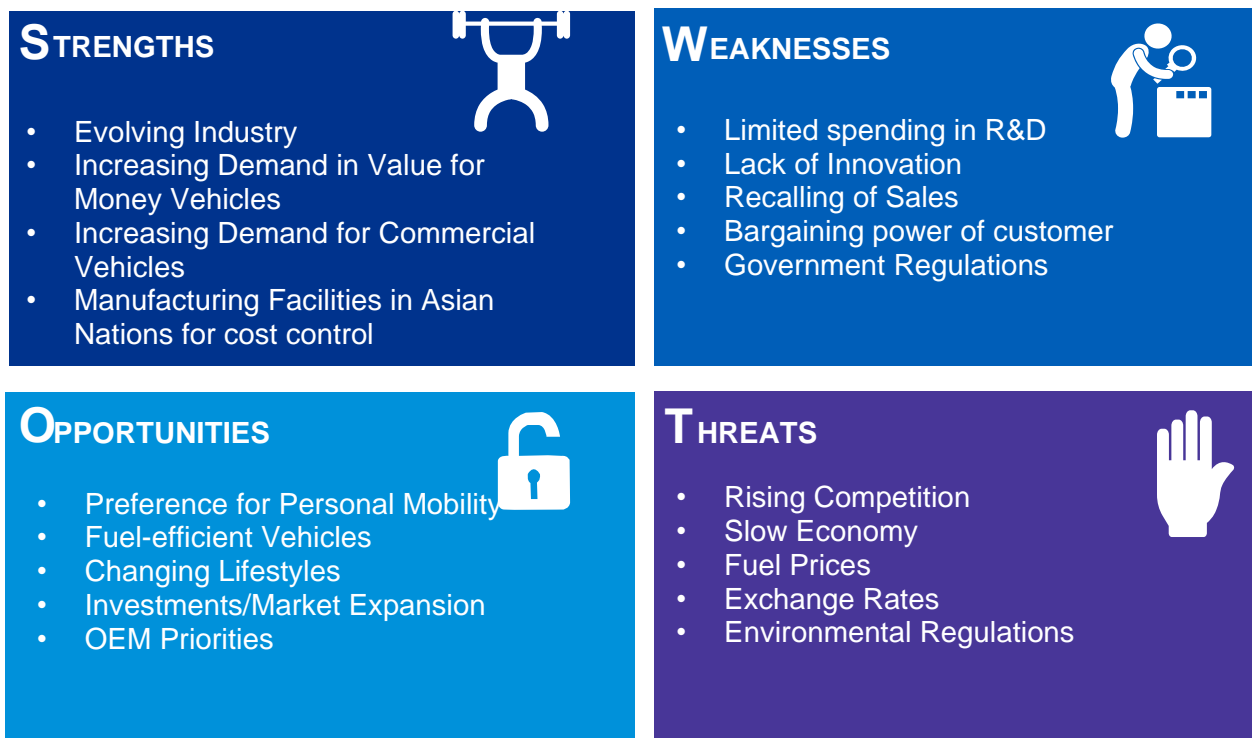 STRENGTHS
• Evolving Industry
• Increasing Demand in Value for
Money Vehicles
• Increasing Demand for Commercial
Vehicles
• Manufacturing Facilities in Asian
Nations for cost control
WEAKNESSES
• Limited spending in R&D
• Lack of Innovation
• Recalling of Sales
• Bargaining power of customer
• Government Regulations
OPPORTUNITIES
• Preference for Personal Mobility
• Fuel-efficient Vehicles
• Changing Lifestyles
• Investments/Market Expansion
• OEM Priorities
THREATS
• Rising Competition
• Slow Economy
• Fuel Prices
• Exchange Rates
• Environmental Regulations